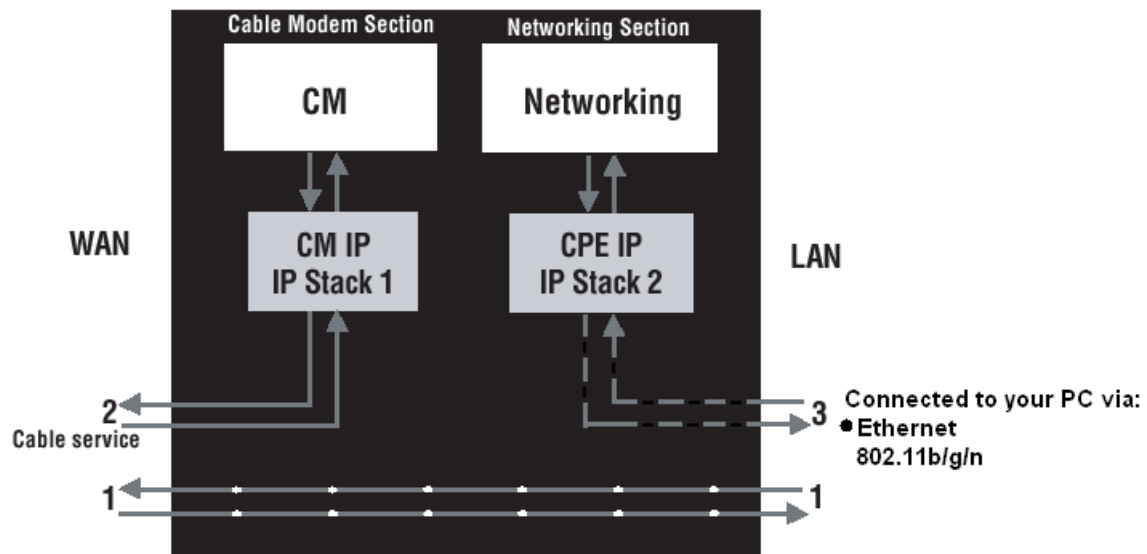 Cable Modem Section
Networking Section
CM
Networking
CM IP
IP Stack 1
CPE IP
IP Stack 2
WAN
LAN
2
Cable service
3
Connected to your PC via:
● Ethernet
802.11b/g/n
1
1